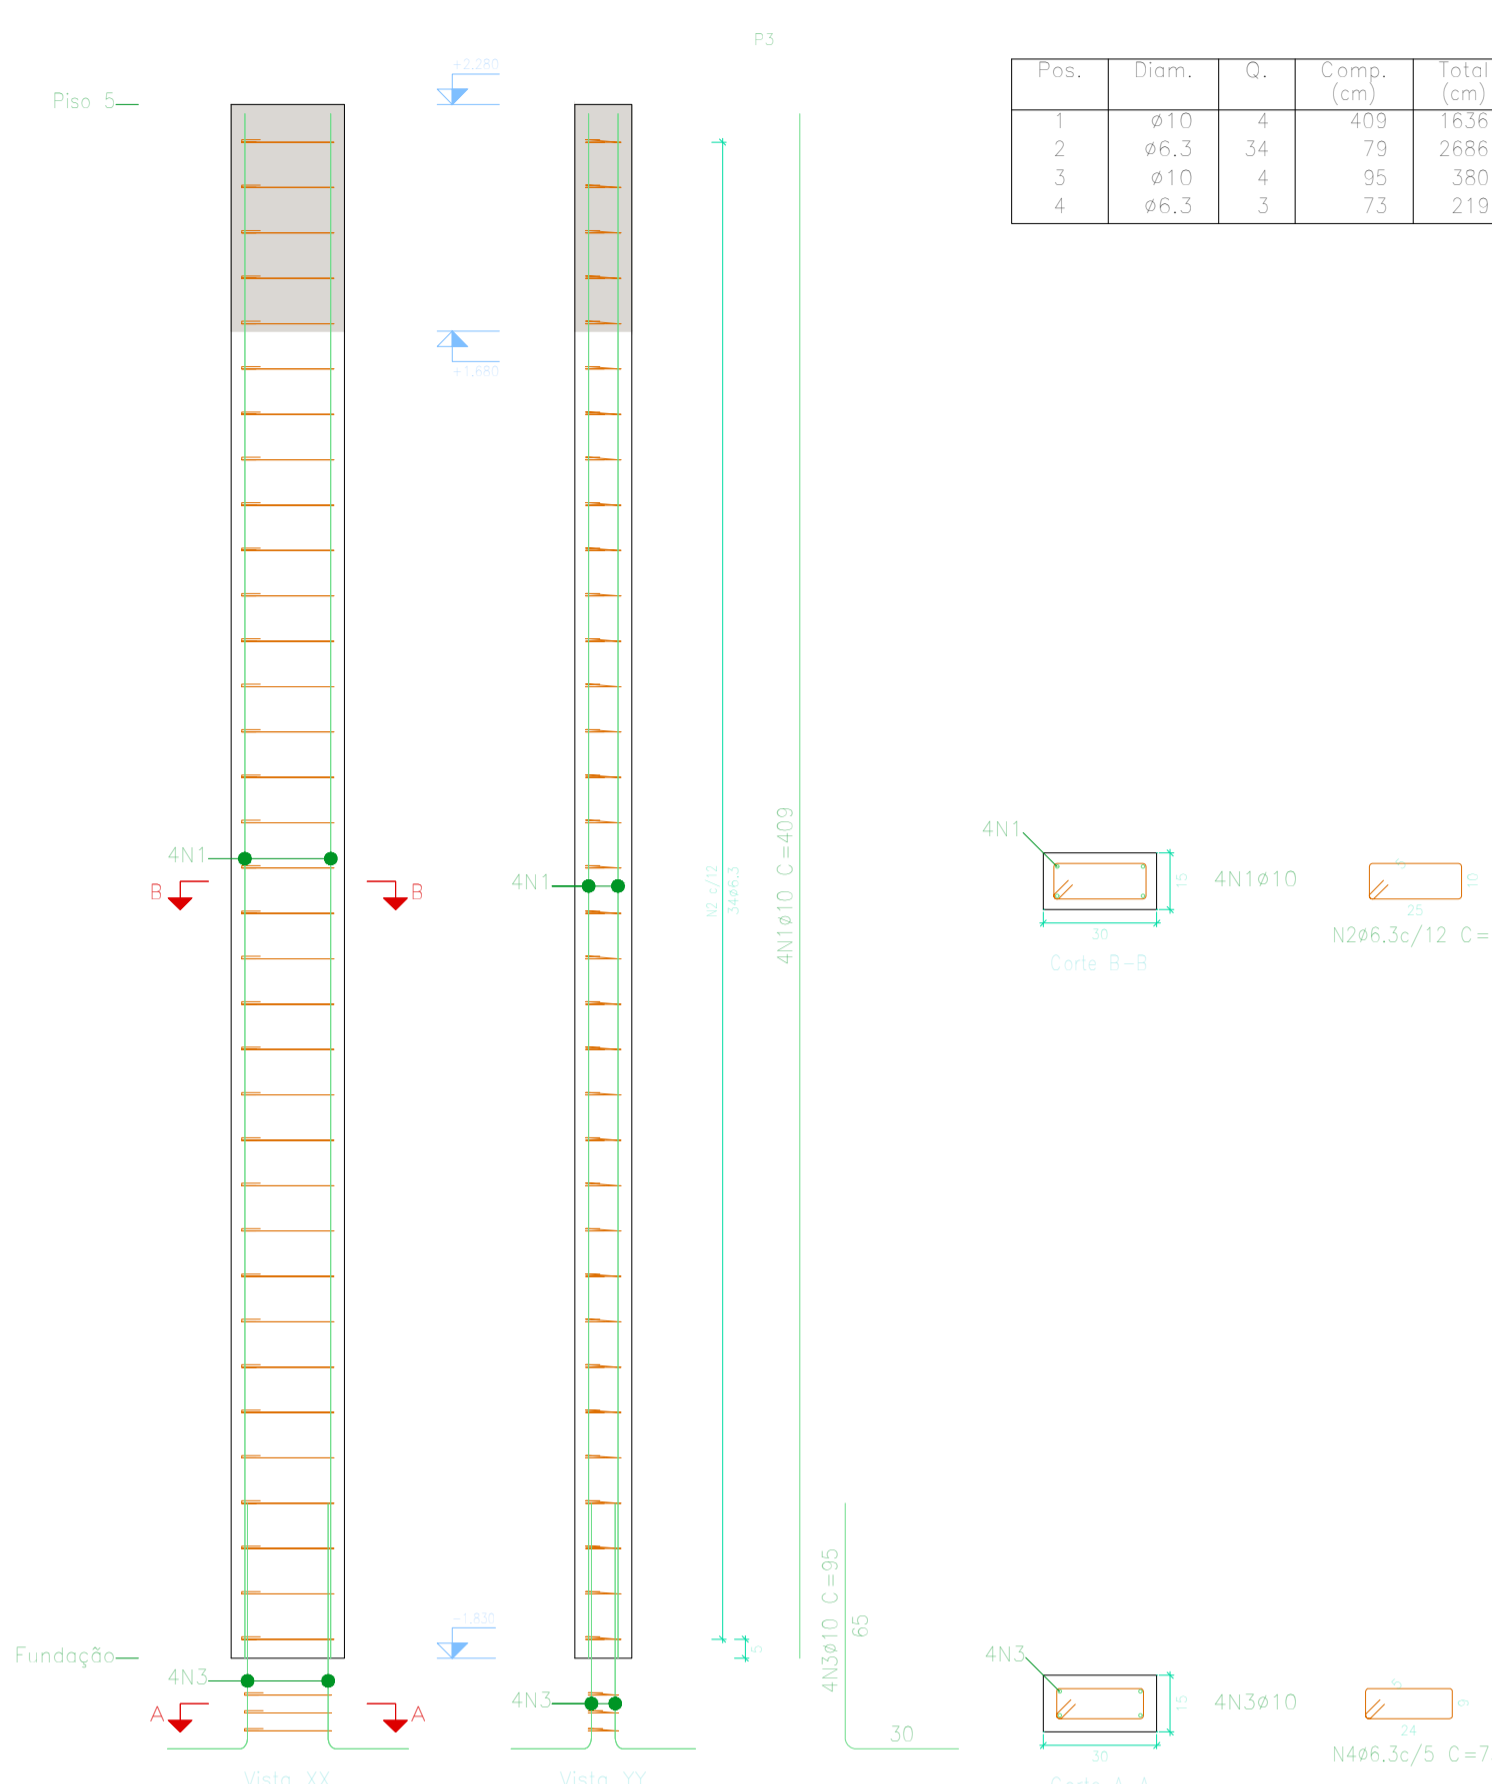 P3
Pos. Diam. Q. Comp. (cm) Total (cm)
1 ø10 4 409 1636
2 ø6.3 34 79 2686
3 ø10 4 95 380
4 ø6.3 3 73 219
+2.280
Piso 5
+1.680
4N1
B B
4N1
N2 c/12
34ø6.3
4N1ø10 C=409
4N1
15
30
Corte B-B
4N1ø10
5
10
25
N2ø6.3c/12 C=
-1.830
Fundação
5
4N3
A A
4N3
4N3ø10 C=95
65
30
4N3
15
30
Corte A-A
4N3ø10
5
9
24
N4ø6.3c/5 C=7
Vista XX
Vista YY